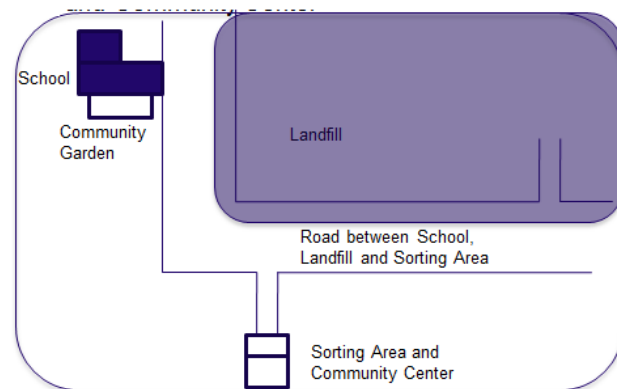 School
Community
Garden
Landfill
Road between School,
Landfill and Sorting Area
Sorting Area and
Community Center